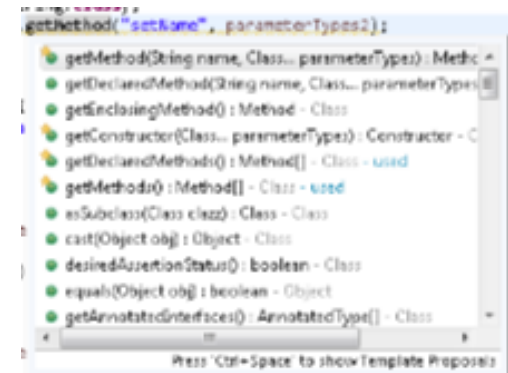 .getMethod("setName", parameterTypes2);
getMethod(String name, Class... parameterTypes) : Metho
getDeclaredMethod(String name, Class... parameterTypes
getEnclosingMethod() : Method - Class
getConstructor(Class... parameterTypes) : Constructor - C
getDeclaredMethods() : Method[] - Class - used
getMethods() : Method[] - Class - used
asSubclass(Class clazz) : Class - Class
cast(Object obj) : Object - Class
desiredAssertionStatus() : boolean - Class
equals(Object obj) : boolean - Object
getAnnotatedInterfaces() : AnnotatedType[] - Class
Press 'Ctrl+Space' to show Template Proposals